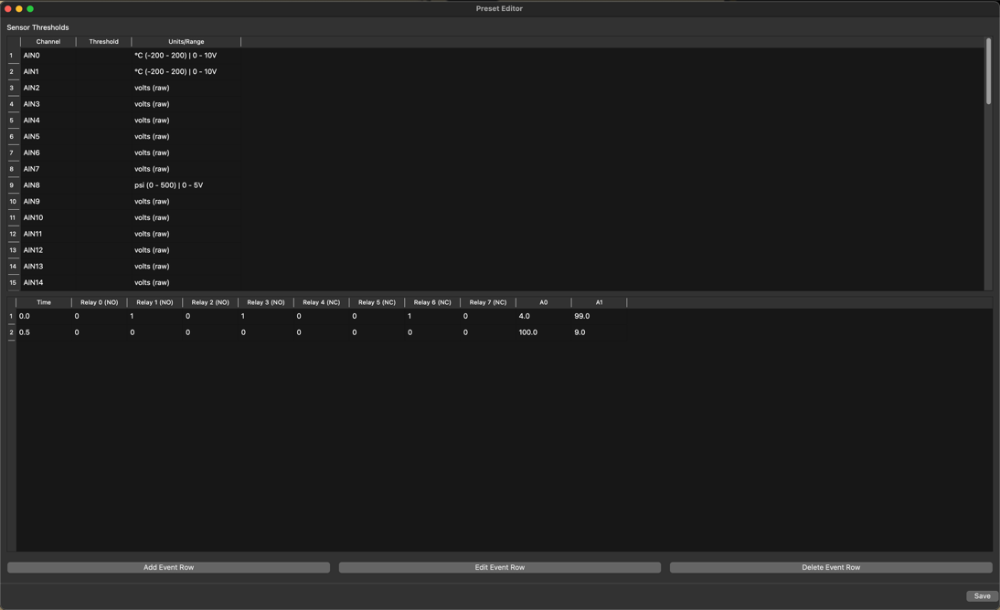 Preset Editor
Sensor Thresholds
Channel Threshold Units/Range
1 AIN0 °C (-200 - 200) | 0 - 10V
2 AIN1 °C (-200 - 200) | 0 - 10V
3 AIN2 volts (raw)
4 AIN3 volts (raw)
5 AIN4 volts (raw)
6 AIN5 volts (raw)
7 AIN6 volts (raw)
8 AIN7 volts (raw)
9 AIN8 psi (0 - 500) | 0 - 5V
10 AIN9 volts (raw)
11 AIN10 volts (raw)
12 AIN11 volts (raw)
13 AIN12 volts (raw)
14 AIN13 volts (raw)
15 AIN14 volts (raw)
Time Relay 0 (NO) Relay 1 (NO) Relay 2 (NO) Relay 3 (NO) Relay 4 (NC) Relay 5 (NC) Relay 6 (NC) Relay 7 (NC) A0 A1
1 0.0 0 1 0 1 0 0 1 0 4.0 99.0
2 0.5 0 0 0 0 0 0 0 0 100.0 9.0
Add Event Row Edit Event Row Delete Event Row
Save